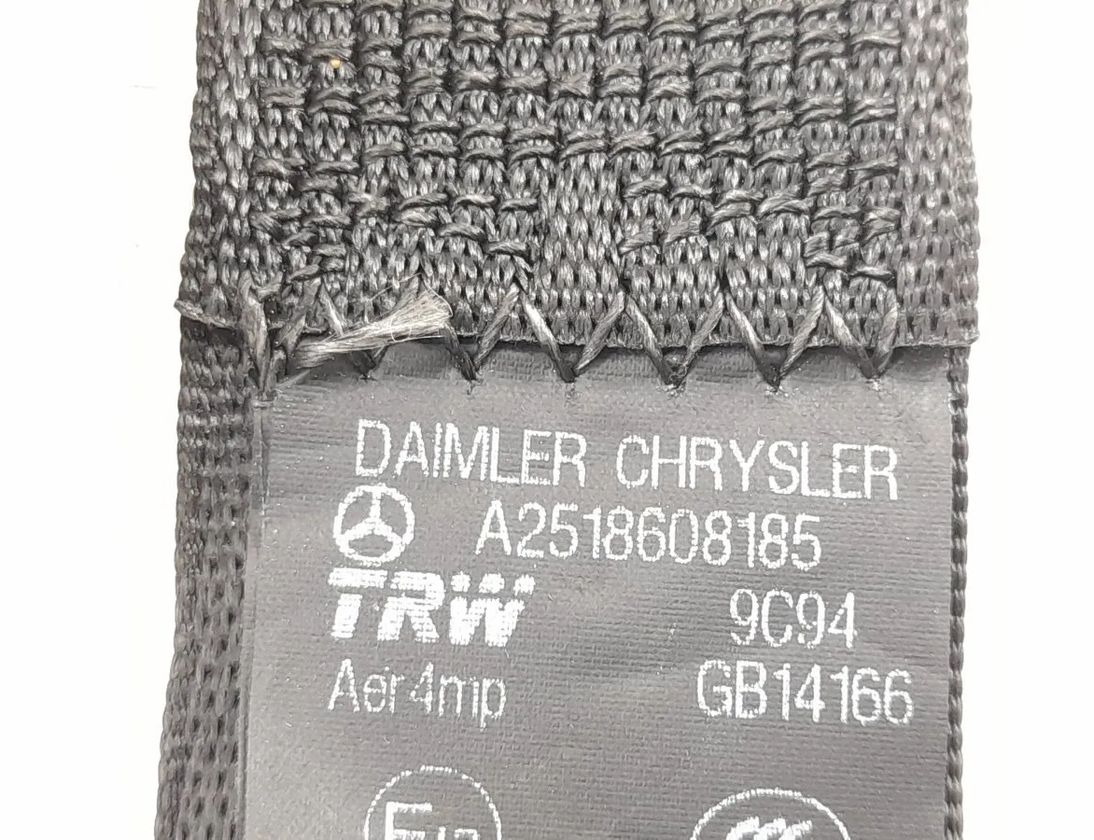 DAIMLER CHRYSLER
A2518608185
TRW 9C94
Aer4mp GB14166